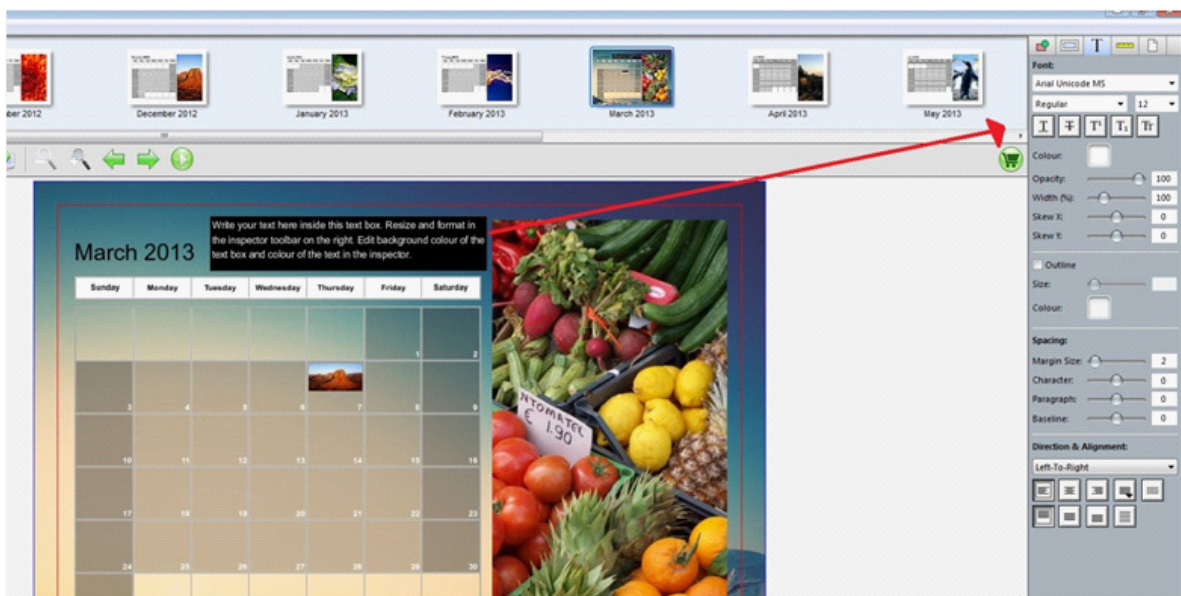 ber 2012
December 2012
January 2013
February 2013
March 2013
April 2013
May 2013
Font:
Arial Unicode MS
Regular
12
T
T
T¹
T₁
Tr
Colour:
Opacity:
100
Width (%):
100
Skew X:
0
Skew Y:
0
Outline
Size:
Colour:
Spacing:
Margin Size:
2
Character:
0
Paragraph:
0
Baseline:
0
Direction & Alignment:
Left-To-Right
March 2013
Write your text here inside this text box. Resize and format in
the inspector toolbar on the right. Edit background colour of the
text box and colour of the text in the inspector.
Sunday Monday Tuesday Wednesday Thursday Friday Saturday
1 2
3 4 5 6 7 8 9
10 11 12 13 14 15 16
17 18 19 20 21 22 23
24 25 26 27 28 29 30
NTOMATEK
€ 1.90